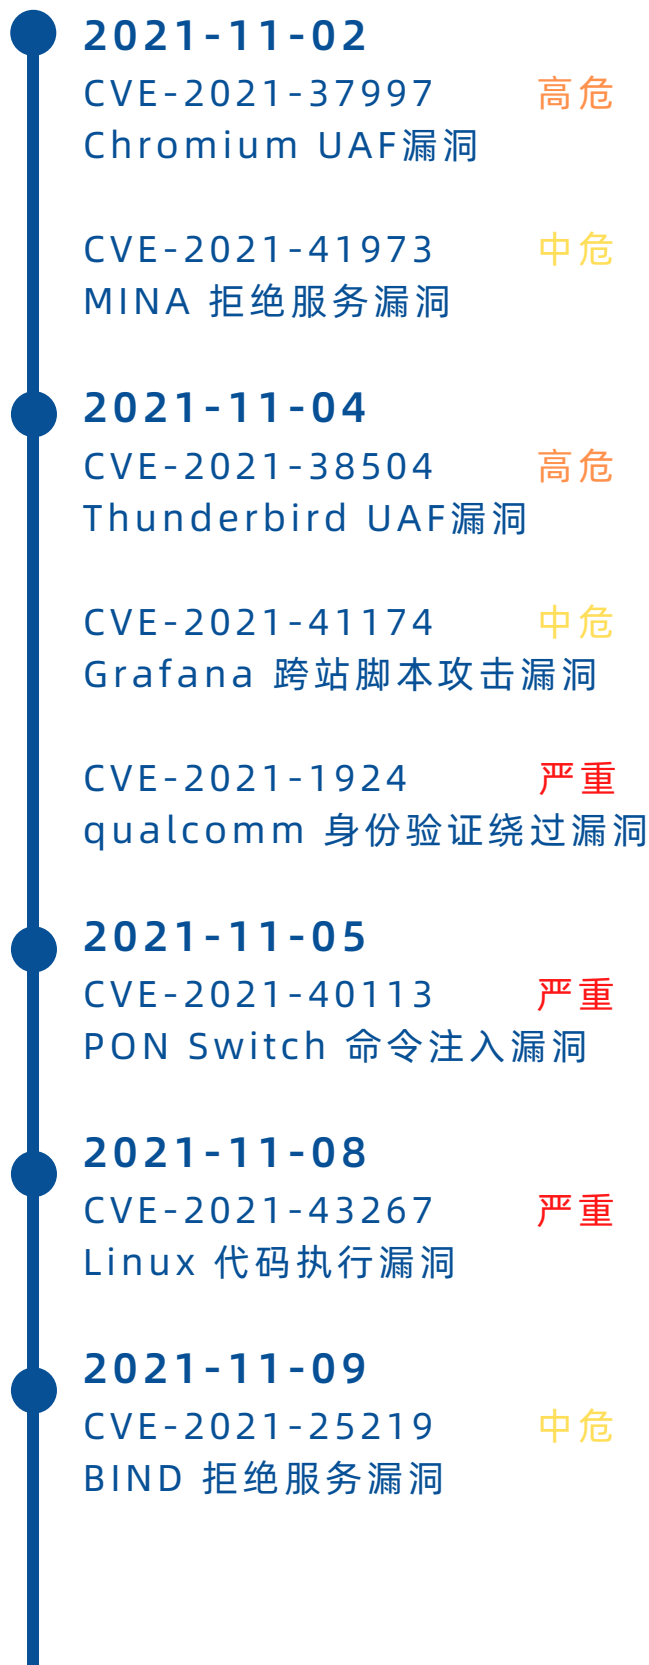 2021-11-02
CVE-2021-37997 高危
Chromium UAF漏洞
CVE-2021-41973 中危
MINA 拒绝服务漏洞
2021-11-04
CVE-2021-38504 高危
Thunderbird UAF漏洞
CVE-2021-41174 中危
Grafana 跨站脚本攻击漏洞
CVE-2021-1924 严重
qualcomm 身份验证绕过漏洞
2021-11-05
CVE-2021-40113 严重
PON Switch 命令注入漏洞
2021-11-08
CVE-2021-43267 严重
Linux 代码执行漏洞
2021-11-09
CVE-2021-25219 中危
BIND 拒绝服务漏洞